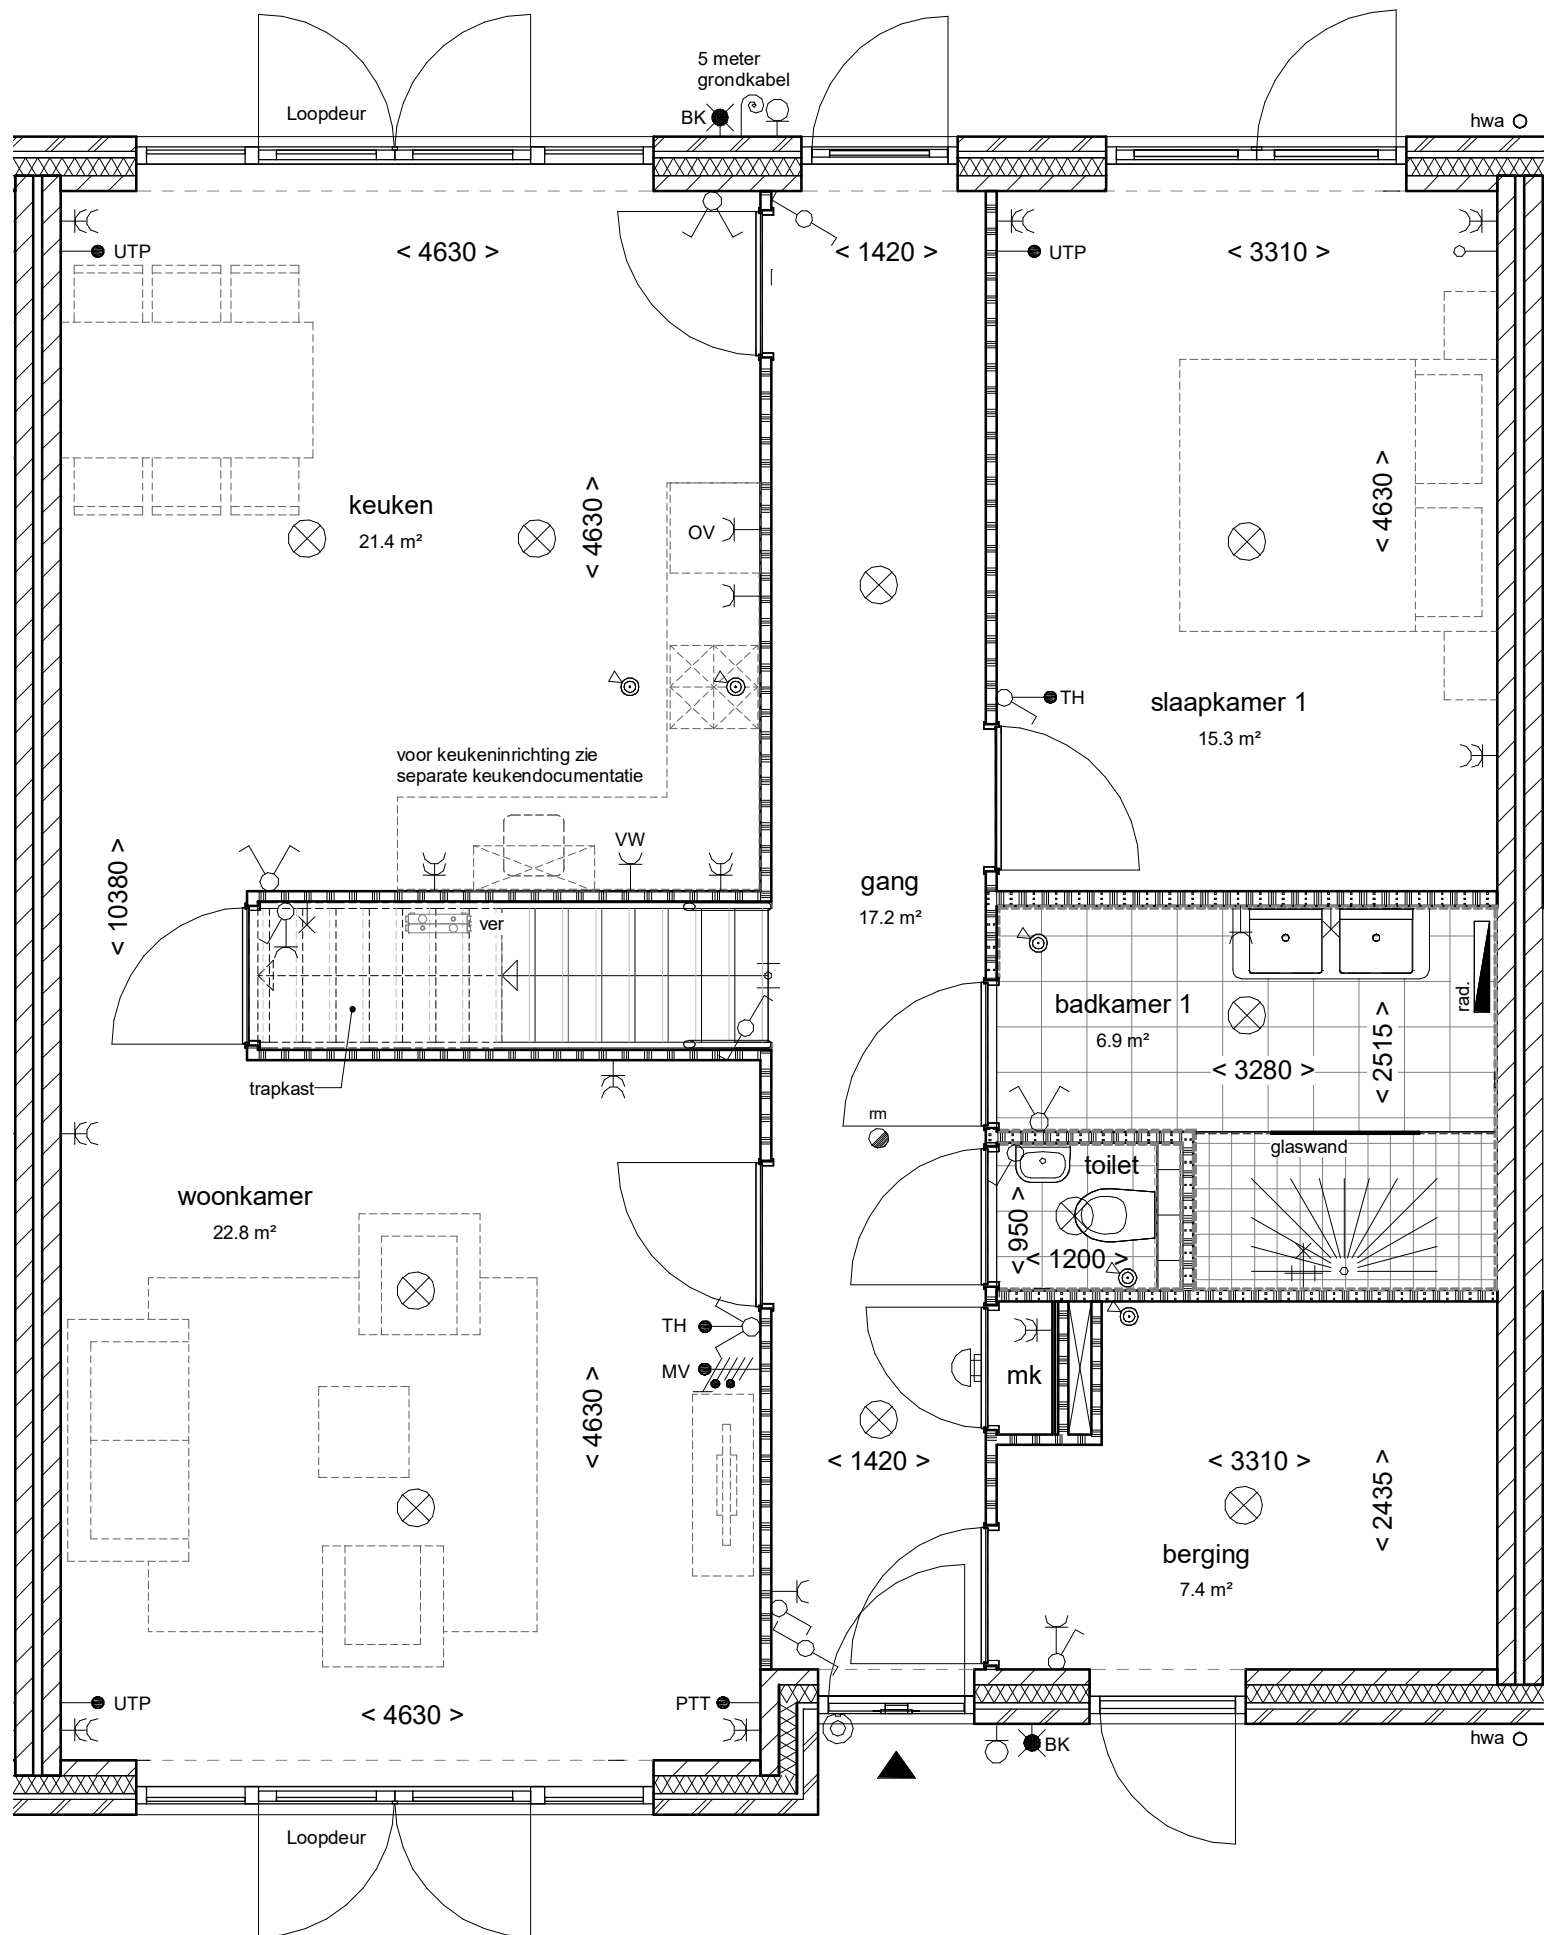 5 meter
grondkabel
Loopdeur
BK
hwa
UTP
< 4630 >
< 1420 >
UTP
< 3310 >
keuken
21.4 m²
< 4630 >
OV
< 4630 >
TH
slaapkamer 1
15.3 m²
voor keukeninrichting zie
separate keukendocumentatie
VW
< 10380 >
gang
17.2 m²
ver
badkamer 1
6.9 m²
rad.
< 3280 >
< 2515 >
trapkast
rm
glaswand
toilet
< 950 >
< 1200 >
woonkamer
22.8 m²
TH
MV
mk
< 4630 >
< 1420 >
< 3310 >
< 2435 >
berging
7.4 m²
UTP
< 4630 >
PTT
BK
hwa
Loopdeur